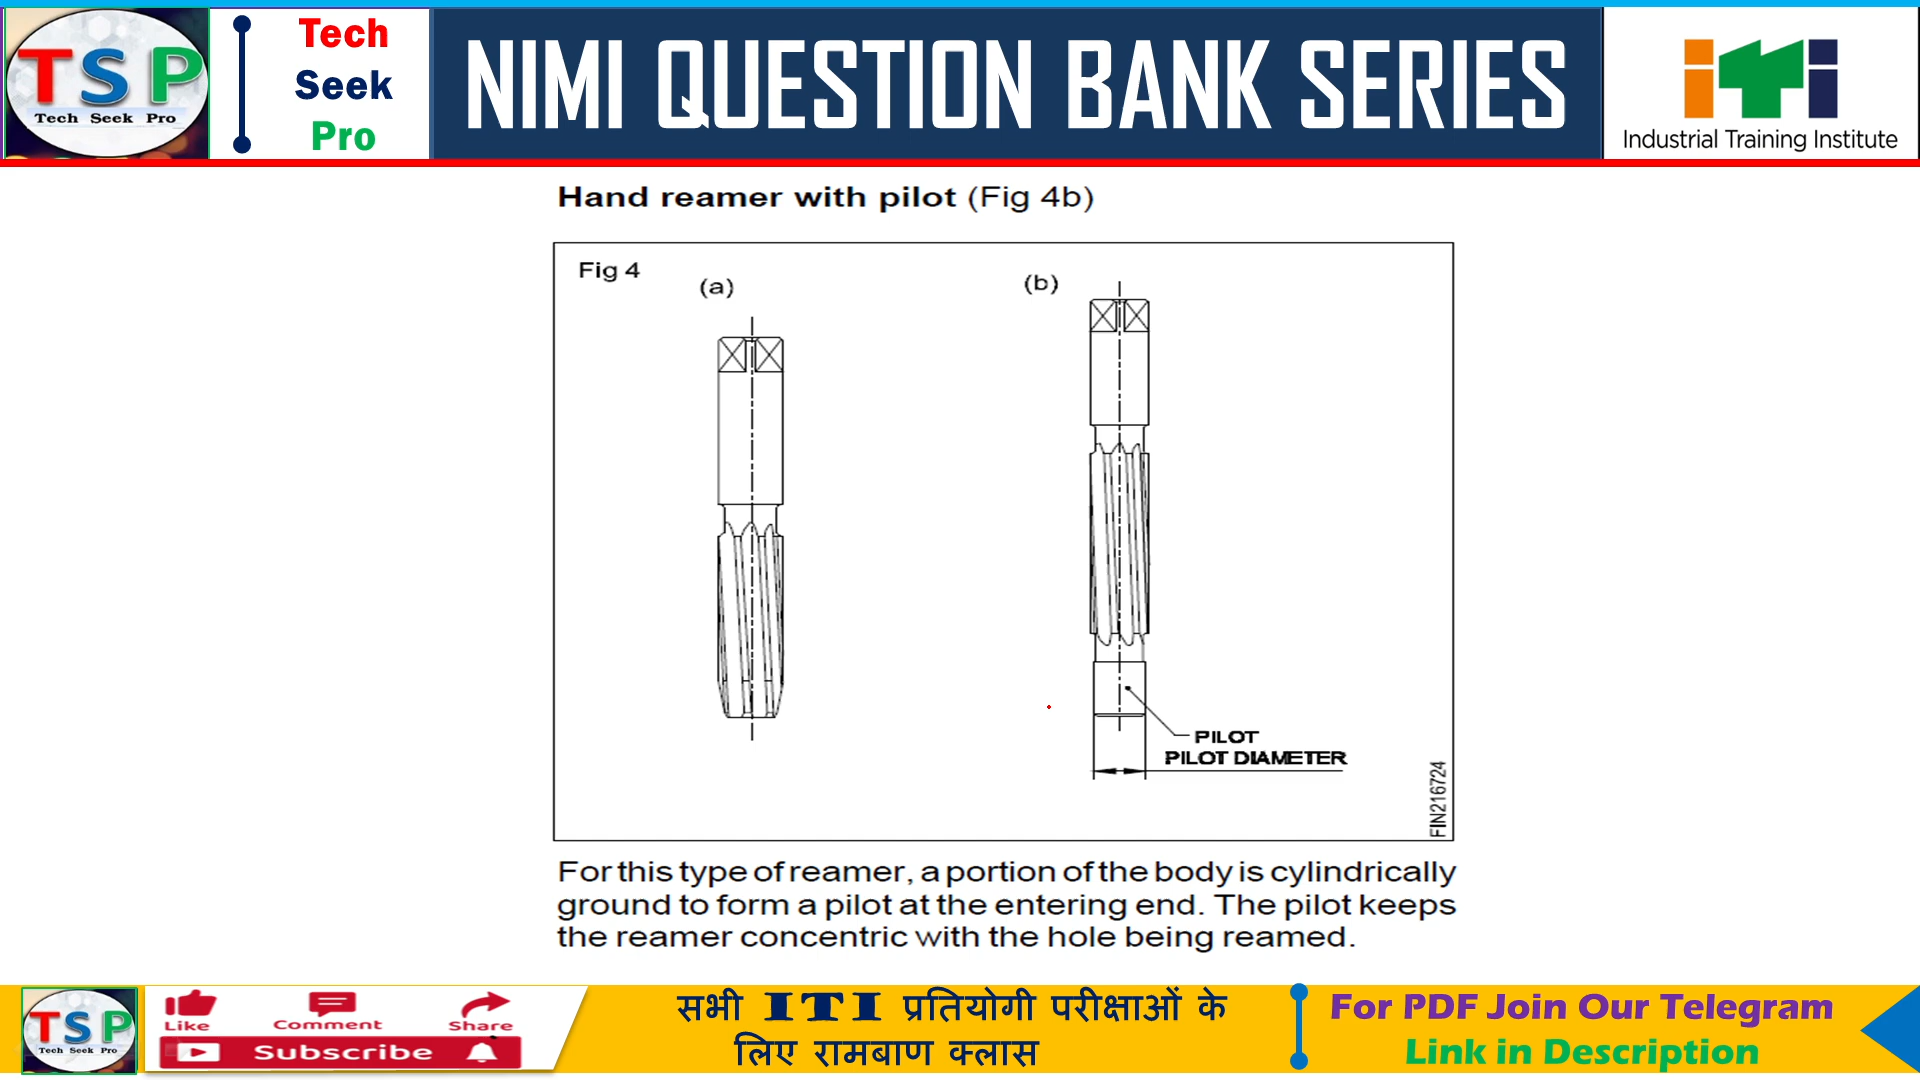 TSP
Tech Seek Pro
Tech
Seek
Pro
NIMI QUESTION BANK SERIES
iTi
Industrial Training Institute
Hand reamer with pilot (Fig 4b)
Fig 4
(a)
(b)
PILOT
PILOT DIAMETER
FIN216724
For this type of reamer, a portion of the body is cylindrically
ground to form a pilot at the entering end. The pilot keeps
the reamer concentric with the hole being reamed.
TSP
Tech Seek Pro
Like
Comment
Share
Subscribe
सभी ITI प्रतियोगी परीक्षाओं के
लिए रामबाण क्लास
For PDF Join Our Telegram
Link in Description